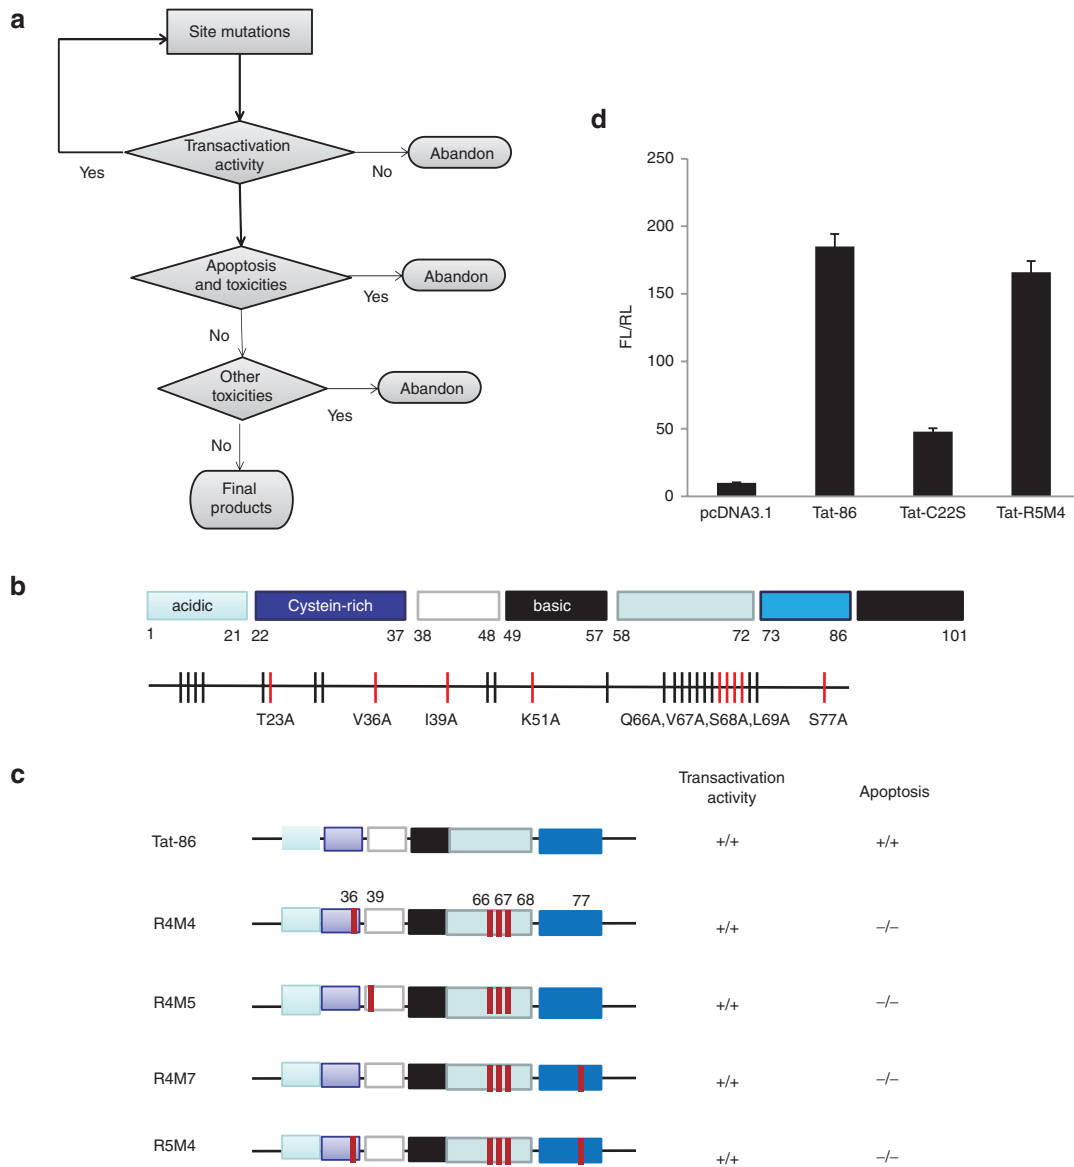 a
Site mutations
Transactivation
activity
Yes
No
Abandon
Apoptosis
and toxicities
Yes
Abandon
No
Other
toxicities
Yes
Abandon
No
Final
products
d
250
200
150
100
50
0
FL/RL
pcDNA3.1 Tat-86 Tat-C22S Tat-R5M4
b
acidic Cystein-rich basic
1 21 22 37 38 48 49 57 58 72 73 86 101
T23A V36A I39A K51A Q66A,V67A,S68A,L69A S77A
c
Transactivation
activity
Apoptosis
Tat-86 +/+ +/+
36 39 66 67 68 77
R4M4 +/+ –/–
R4M5 +/+ –/–
R4M7 +/+ –/–
R5M4 +/+ –/–